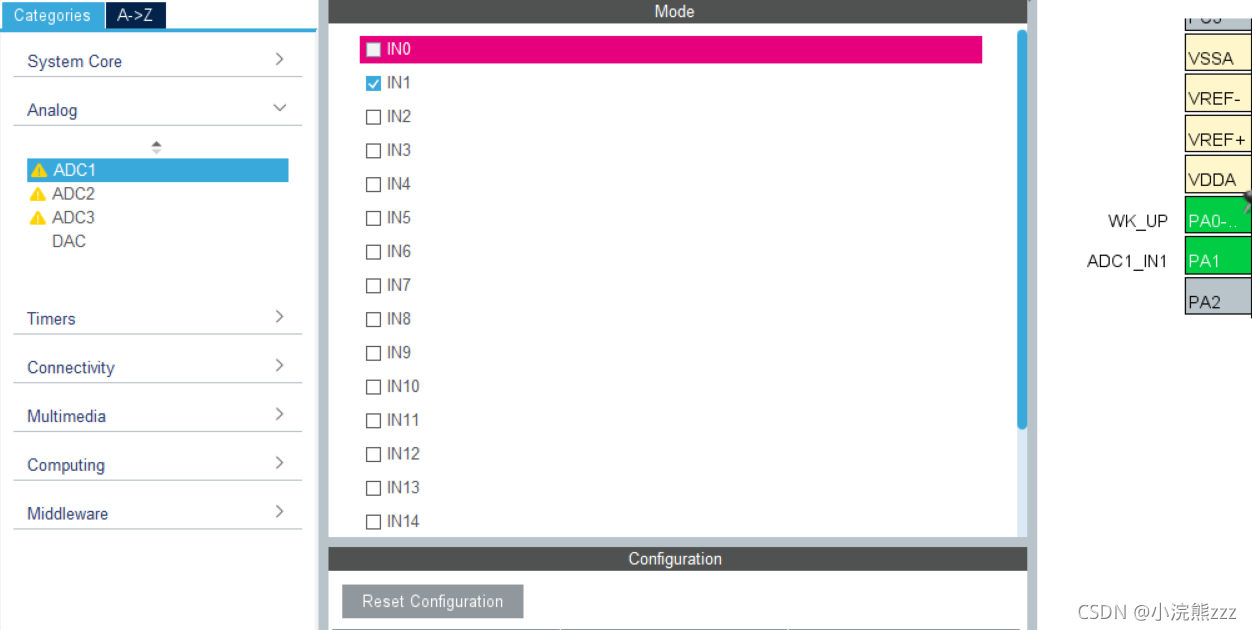 Categories
A->Z
System Core
Analog
ADC1
ADC2
ADC3
DAC
Timers
Connectivity
Multimedia
Computing
Middleware
Mode
IN0
IN1
IN2
IN3
IN4
IN5
IN6
IN7
IN8
IN9
IN10
IN11
IN12
IN13
IN14
Configuration
Reset Configuration
VSSA
VREF-
VREF+
VDDA
WK_UP
PA0-..
ADC1_IN1
PA1
PA2
CSDN @小浣熊zzz